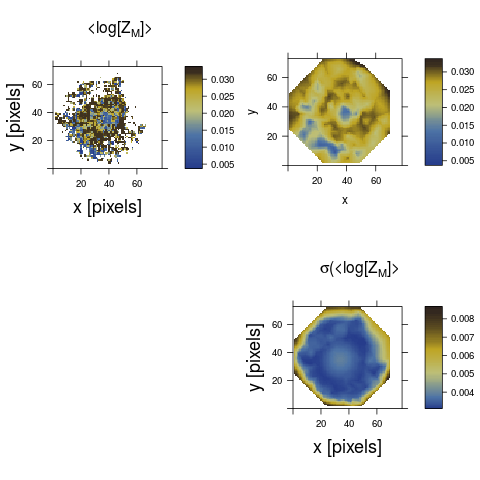 <log[Z_M]>
60
40
20
20 40 60
x [pixels]
y [pixels]
0.030
0.025
0.020
0.015
0.010
0.005
60
40
20
20 40 60
x
y
0.030
0.025
0.020
0.015
0.010
0.005
σ(<log[Z_M]>
60
40
20
20 40 60
x [pixels]
y [pixels]
0.008
0.007
0.006
0.005
0.004